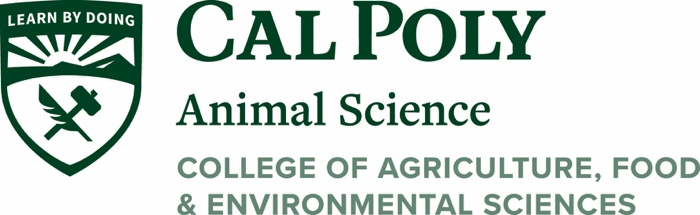 LEARN BY DOING
CAL POLY
Animal Science
COLLEGE OF AGRICULTURE, FOOD
& ENVIRONMENTAL SCIENCES